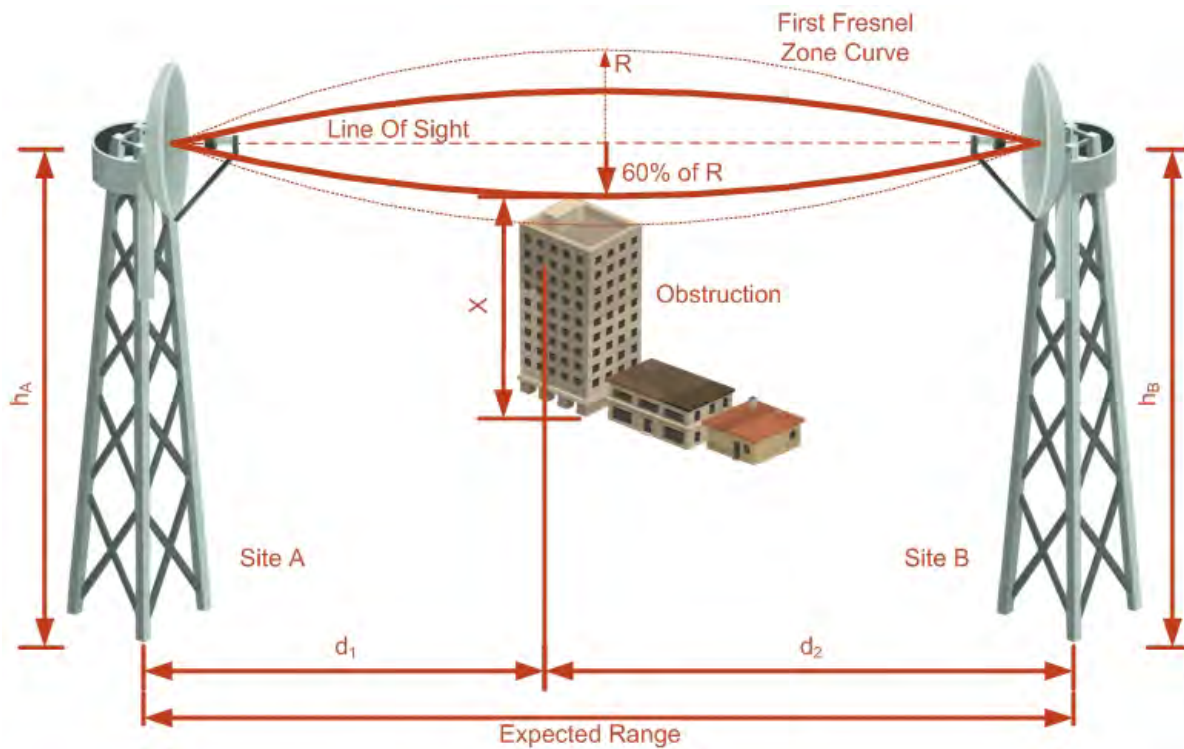 First Fresnel
Zone Curve
R
Line Of Sight
60% of R
X
Obstruction
hA
hB
Site A
Site B
d1
d2
Expected Range